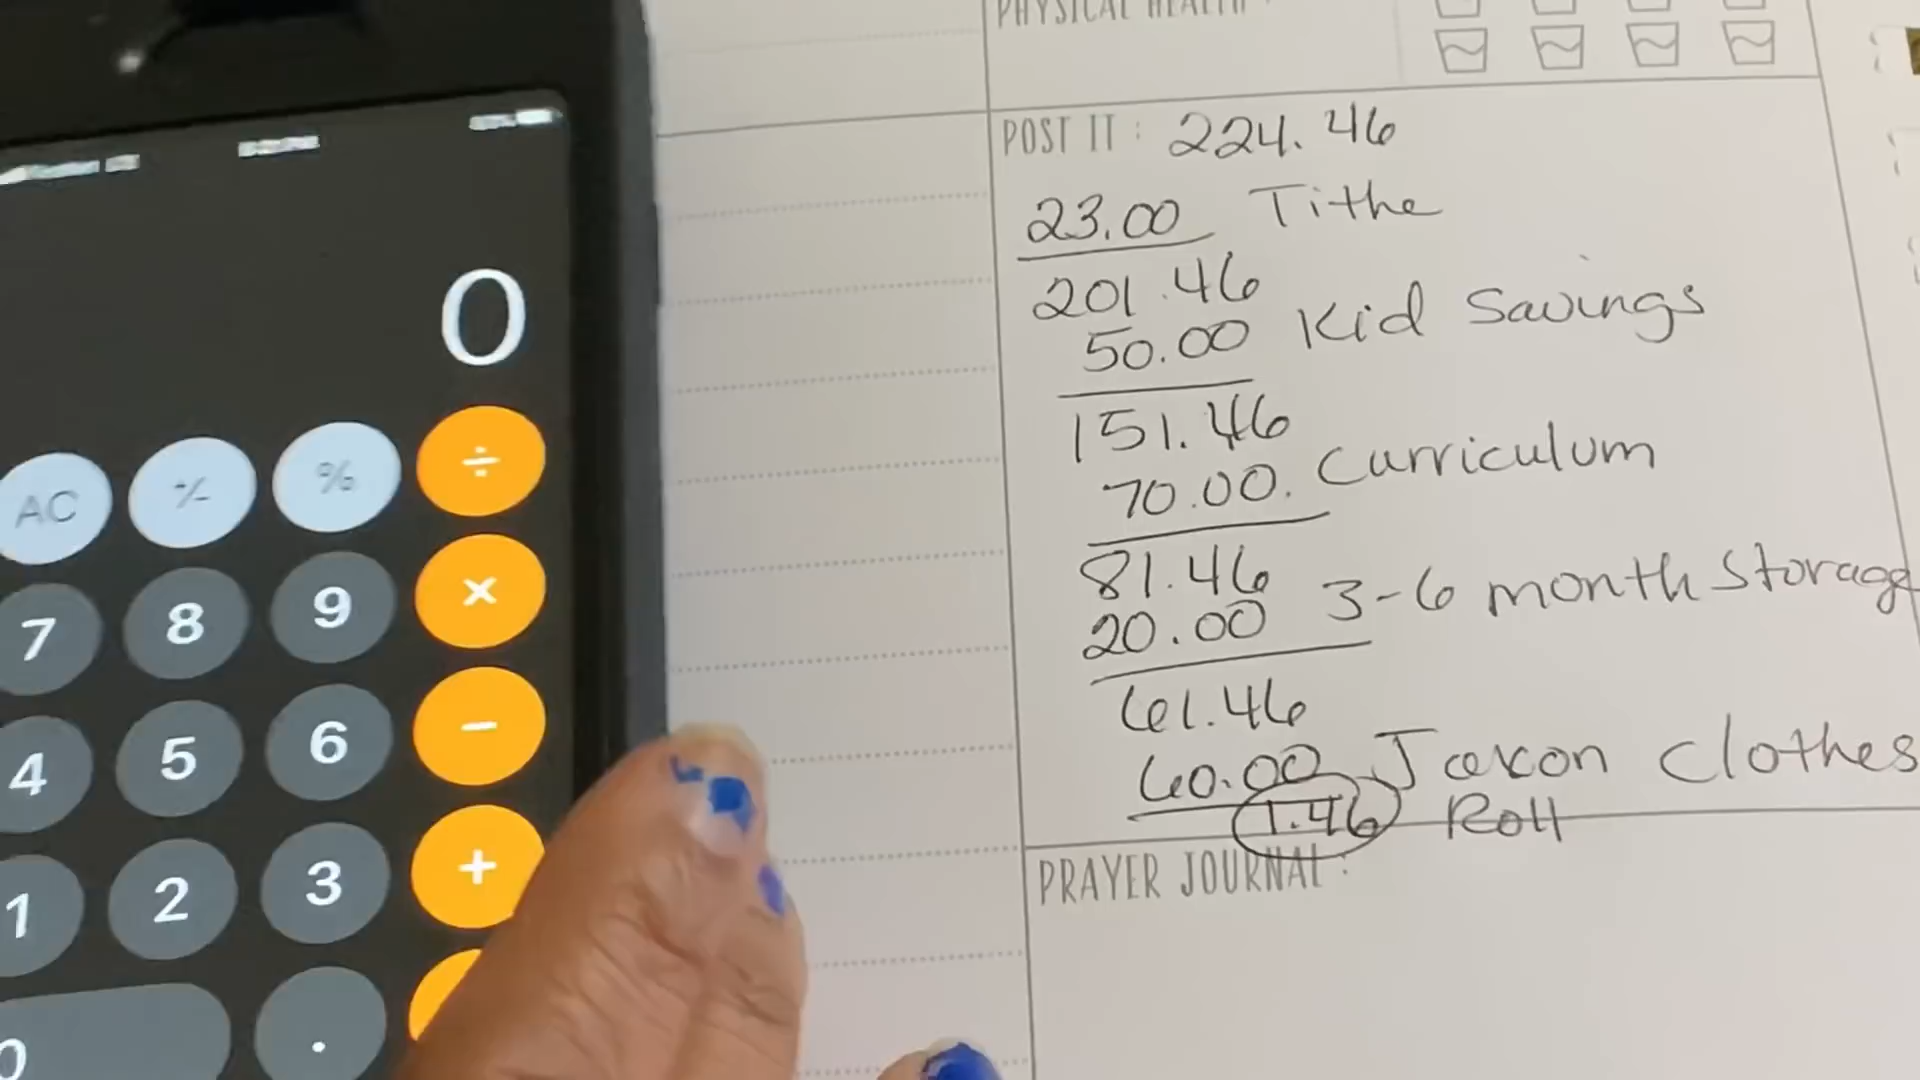 0
AC +/- % ÷
7 8 9 ×
4 5 6 −
1 2 3 +
0 .
PHYSICAL HEALTH :
POST IT : 224.46
23.00 Tithe
201.46
50.00 Kid Savings
151.46
70.00. Curriculum
81.46
20.00 3-6 month Storage
61.46
60.00 Jaxon Clothes
1.46 Roll
PRAYER JOURNAL :